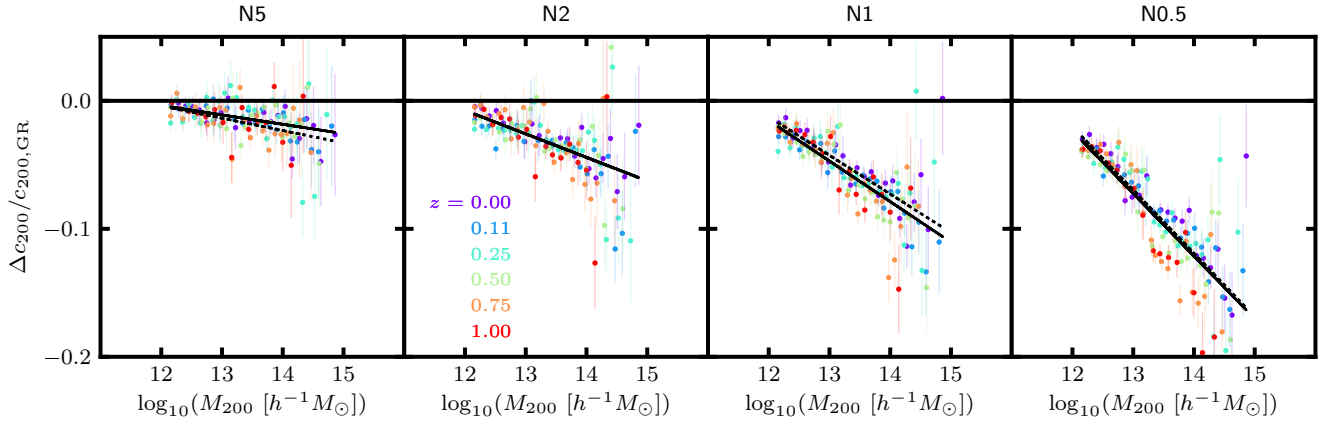 N5 N2 N1 N0.5
0.0
−0.1
−0.2
Δc₂₀₀/c₂₀₀,GR
z = 0.00
0.11
0.25
0.50
0.75
1.00
12 13 14 15 12 13 14 15 12 13 14 15 12 13 14 15
log₁₀(M₂₀₀ [h⁻¹M⊙]) log₁₀(M₂₀₀ [h⁻¹M⊙]) log₁₀(M₂₀₀ [h⁻¹M⊙]) log₁₀(M₂₀₀ [h⁻¹M⊙])